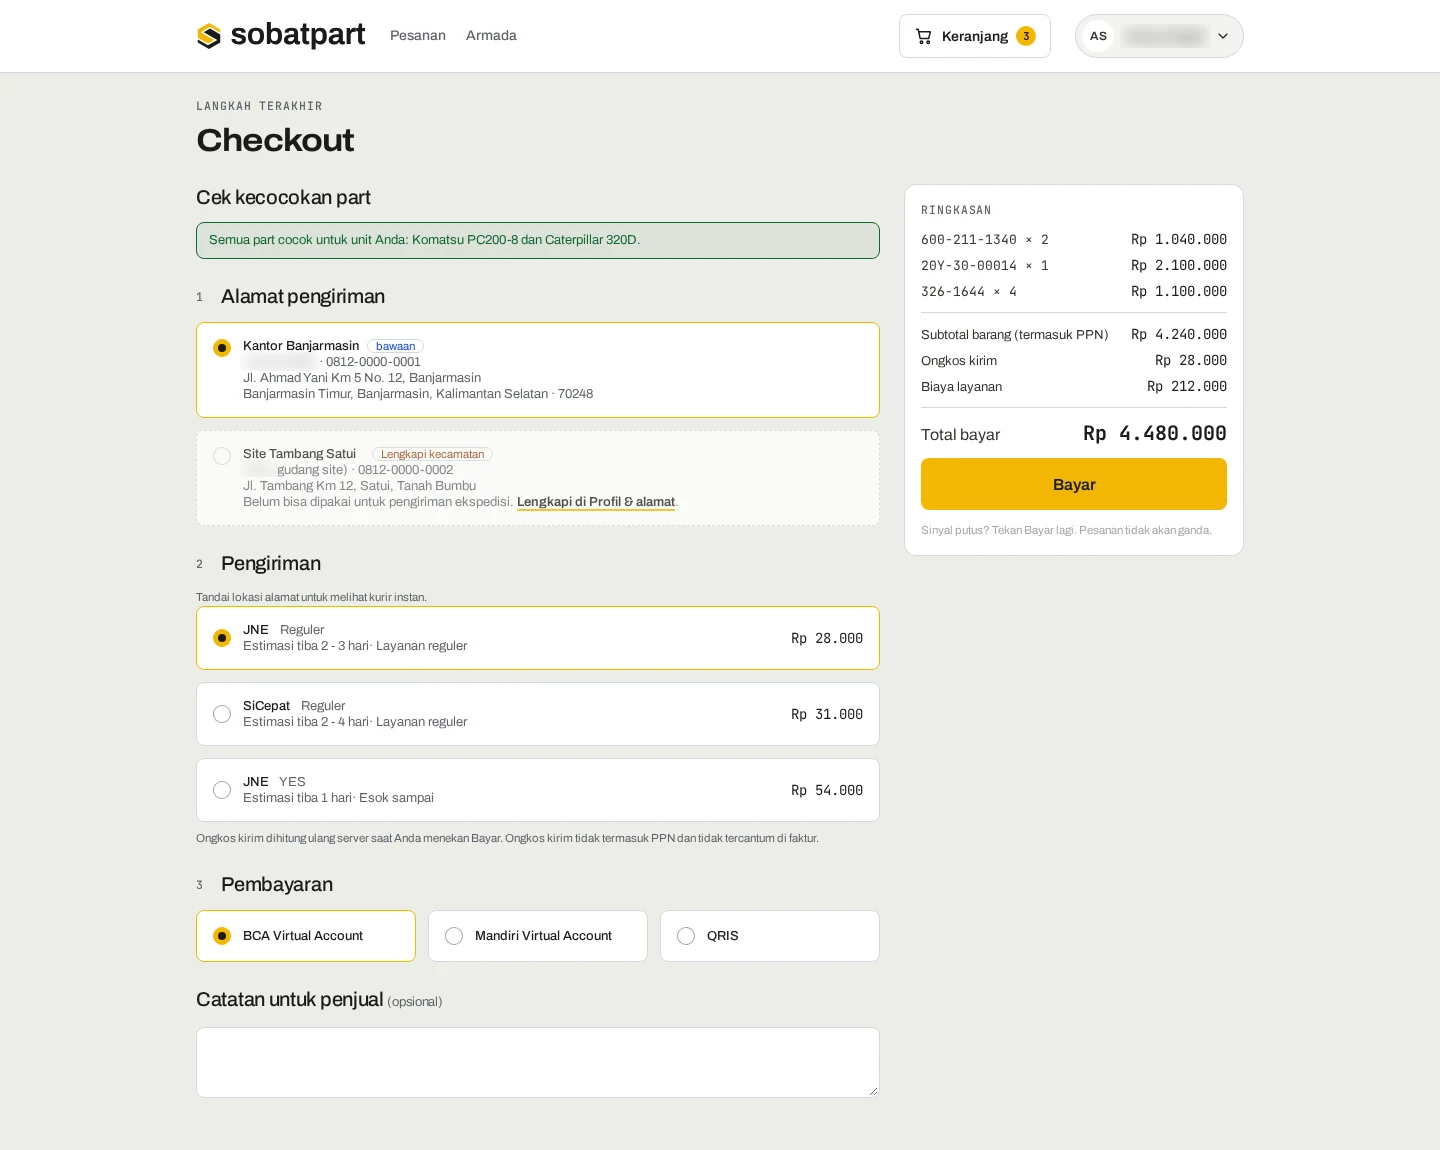 sobatpart Pesanan Armada Keranjang 3 AS
LANGKAH TERAKHIR
Checkout
Cek kecocokan part
Semua part cocok untuk unit Anda: Komatsu PC200-8 dan Caterpillar 320D.
1 Alamat pengiriman
Kantor Banjarmasin bawaan
· 0812-0000-0001
Jl. Ahmad Yani Km 5 No. 12, Banjarmasin
Banjarmasin Timur, Banjarmasin, Kalimantan Selatan · 70248
Site Tambang Satui Lengkapi kecamatan
gudang site) · 0812-0000-0002
Jl. Tambang Km 12, Satui, Tanah Bumbu
Belum bisa dipakai untuk pengiriman ekspedisi. Lengkapi di Profil & alamat.
2 Pengiriman
Tandai lokasi alamat untuk melihat kurir instan.
JNE Reguler
Estimasi tiba 2 - 3 hari· Layanan reguler
Rp 28.000
SiCepat Reguler
Estimasi tiba 2 - 4 hari· Layanan reguler
Rp 31.000
JNE YES
Estimasi tiba 1 hari· Esok sampai
Rp 54.000
Ongkos kirim dihitung ulang server saat Anda menekan Bayar. Ongkos kirim tidak termasuk PPN dan tidak tercantum di faktur.
3 Pembayaran
BCA Virtual Account Mandiri Virtual Account QRIS
Catatan untuk penjual (opsional)
RINGKASAN
600-211-1340 × 2 Rp 1.040.000
20Y-30-00014 × 1 Rp 2.100.000
326-1644 × 4 Rp 1.100.000
Subtotal barang (termasuk PPN) Rp 4.240.000
Ongkos kirim Rp 28.000
Biaya layanan Rp 212.000
Total bayar Rp 4.480.000
Bayar
Sinyal putus? Tekan Bayar lagi. Pesanan tidak akan ganda.